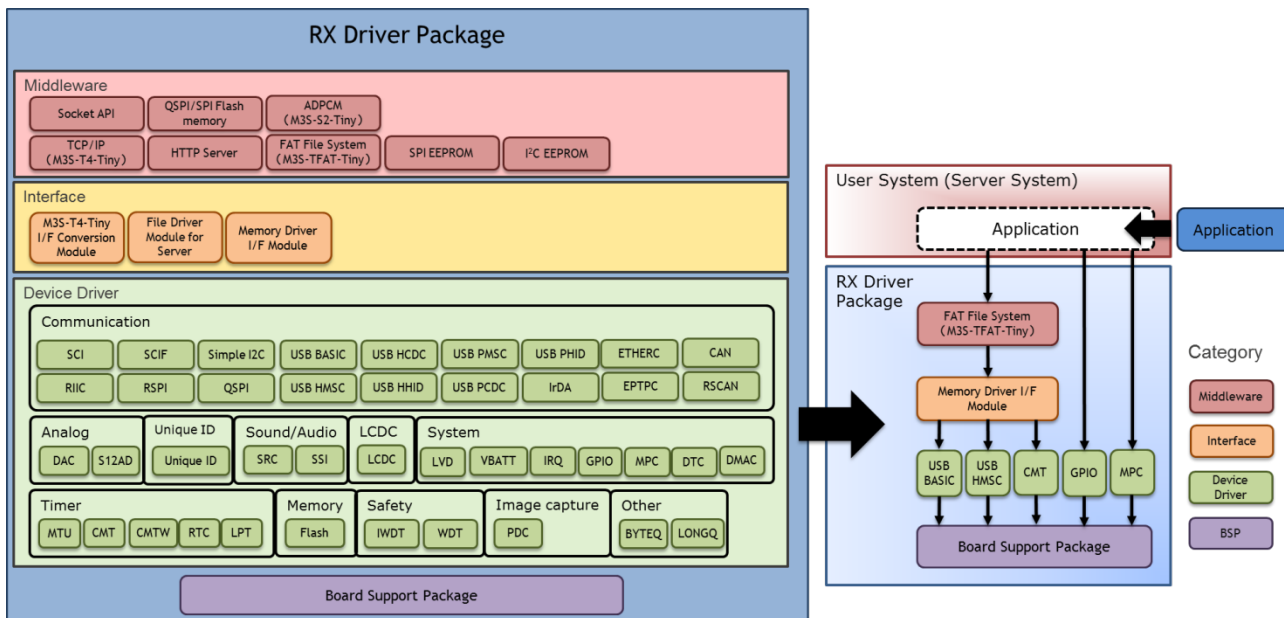 RX Driver Package
Middleware
Socket API
QSPI/SPI Flash
memory
ADPCM
(M3S-S2-Tiny)
TCP/IP
(M3S-T4-Tiny)
HTTP Server
FAT File System
(M3S-TFAT-Tiny)
SPI EEPROM
I²C EEPROM
Interface
M3S-T4-Tiny
I/F Conversion
Module
File Driver
Module for
Server
Memory Driver
I/F Module
Device Driver
Communication
SCI
SCIF
Simple I2C
USB BASIC
USB HCDC
USB PMSC
USB PHID
ETHERC
CAN
RIIC
RSPI
QSPI
USB HMSC
USB HHID
USB PCDC
IrDA
EPTPC
RSCAN
Analog
DAC
S12AD
Unique ID
Unique ID
Sound/Audio
SRC
SSI
LCDC
LCDC
System
LVD
VBATT
IRQ
GPIO
MPC
DTC
DMAC
Timer
MTU
CMT
CMTW
RTC
LPT
Memory
Flash
Safety
IWDT
WDT
Image capture
PDC
Other
BYTEQ
LONGQ
Board Support Package
User System (Server System)
Application
Application
RX Driver
Package
FAT File System
(M3S-TFAT-Tiny)
Memory Driver I/F
Module
USB
BASIC
USB
HMSC
CMT
GPIO
MPC
Board Support Package
Category
Middleware
Interface
Device
Driver
BSP